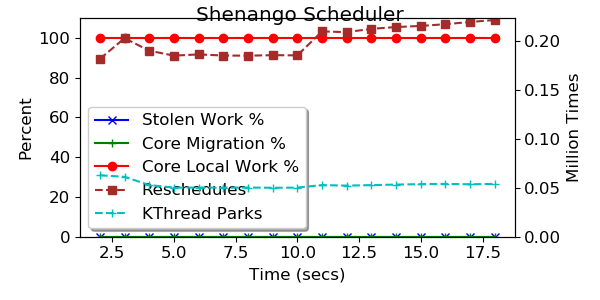 Shenango Scheduler
100
80
60
40
20
0
Percent
0.20
0.15
0.10
0.05
0.00
Million Times
Stolen Work %
Core Migration %
Core Local Work %
Reschedules
KThread Parks
2.5 5.0 7.5 10.0 12.5 15.0 17.5
Time (secs)